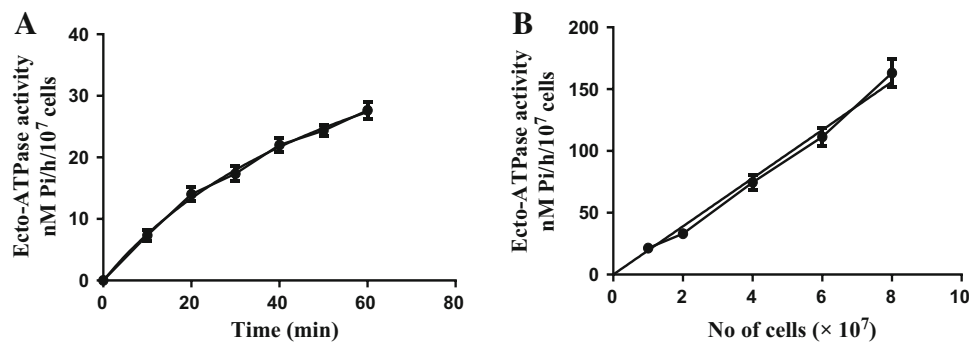 A
Ecto-ATPase activity
nM Pi/h/10⁷ cells
40
30
20
10
0
0 20 40 60 80
Time (min)
B
Ecto-ATPase activity
nM Pi/h/10⁷ cells
200
150
100
50
0
0 2 4 6 8 10
No of cells (× 10⁷)